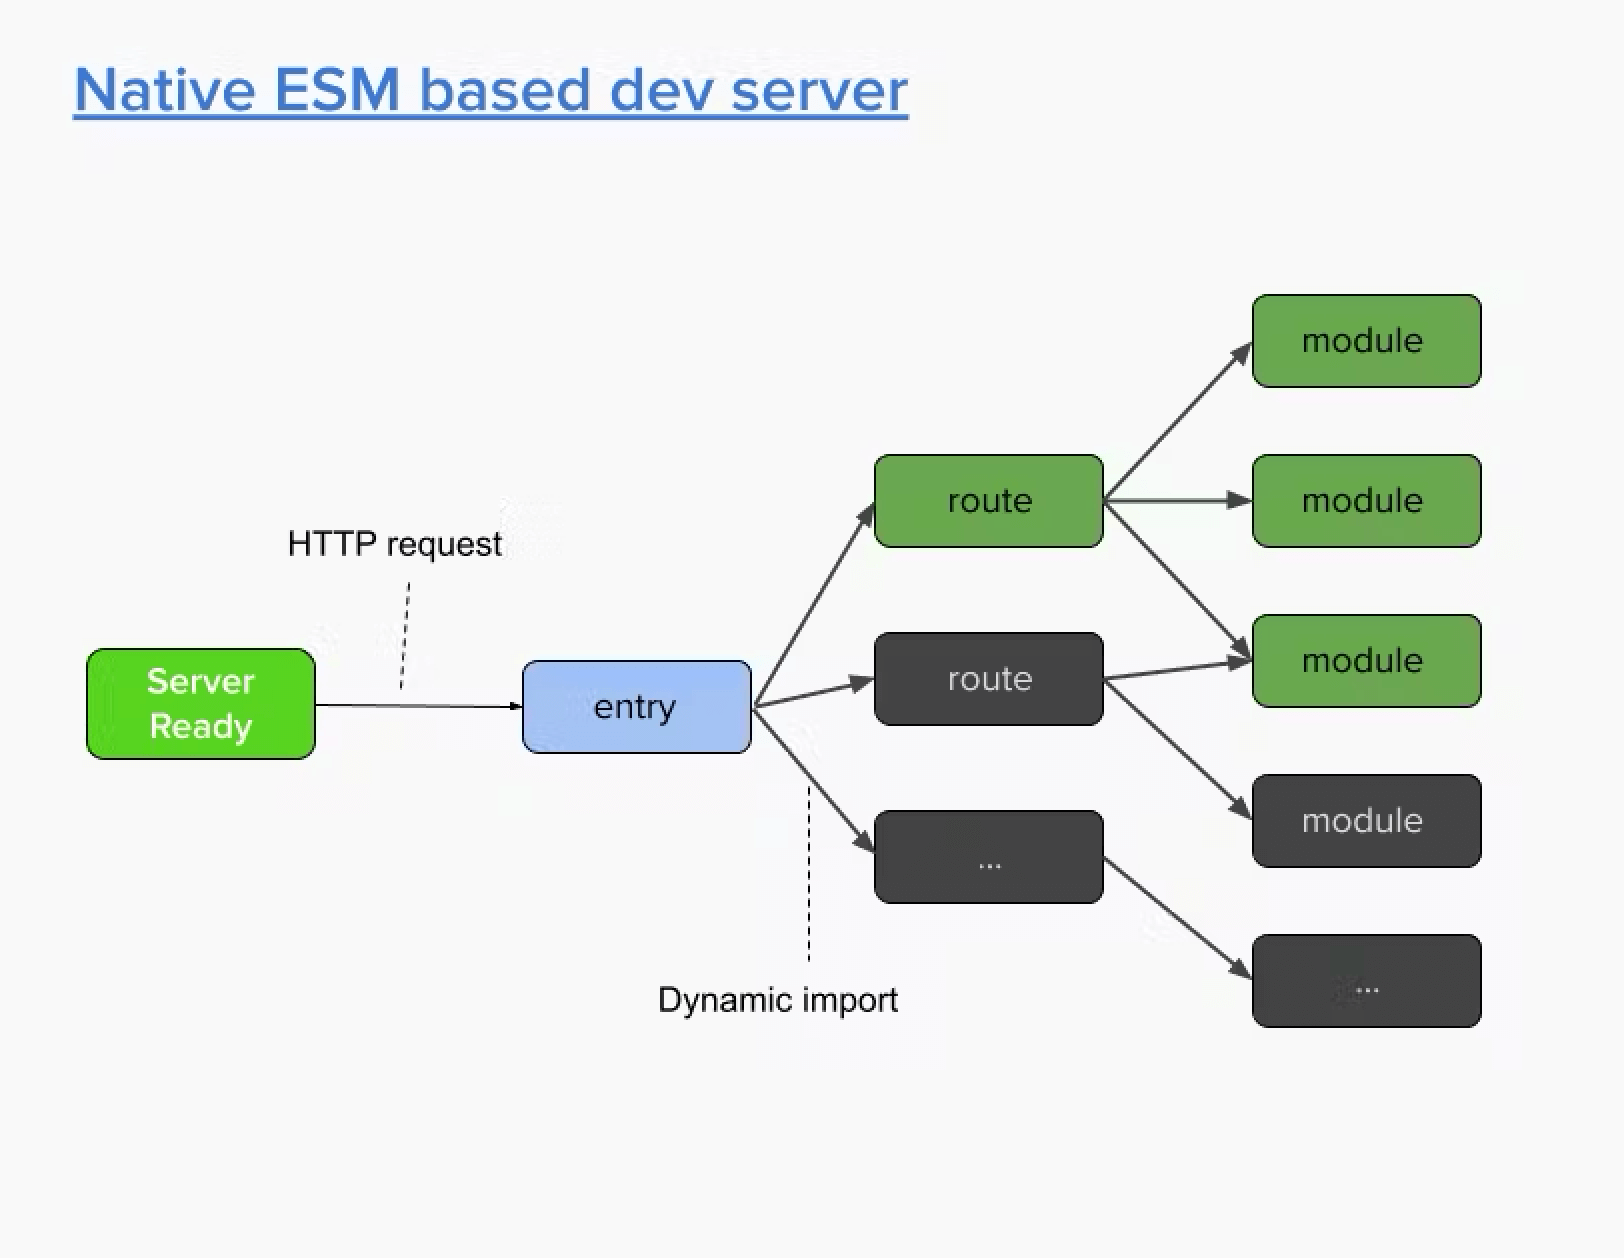 Native ESM based dev server
HTTP request
Server
Ready
entry
route
route
...
module
module
module
module
...
Dynamic import